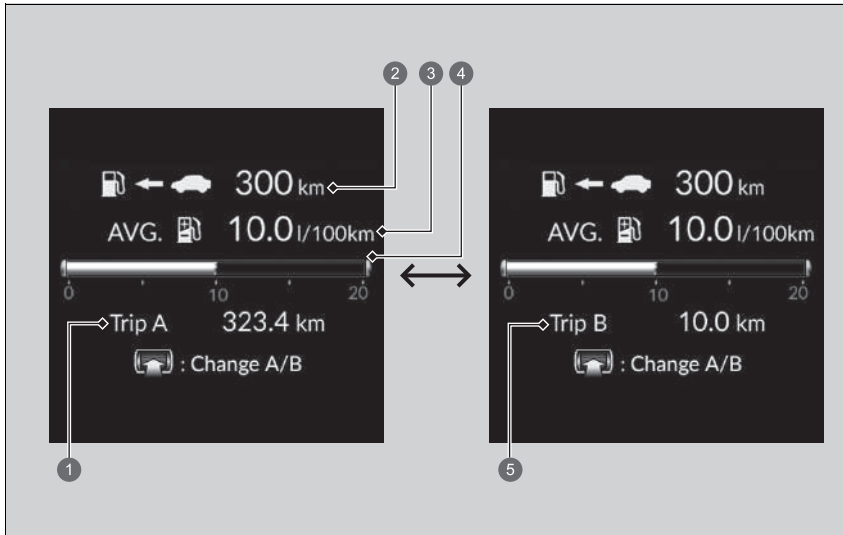 2 3 4
300 km
AVG. 10.0 l/100km
0 10 20
Trip A 323.4 km
: Change A/B
1
300 km
AVG. 10.0 l/100km
0 10 20
Trip B 10.0 km
: Change A/B
5